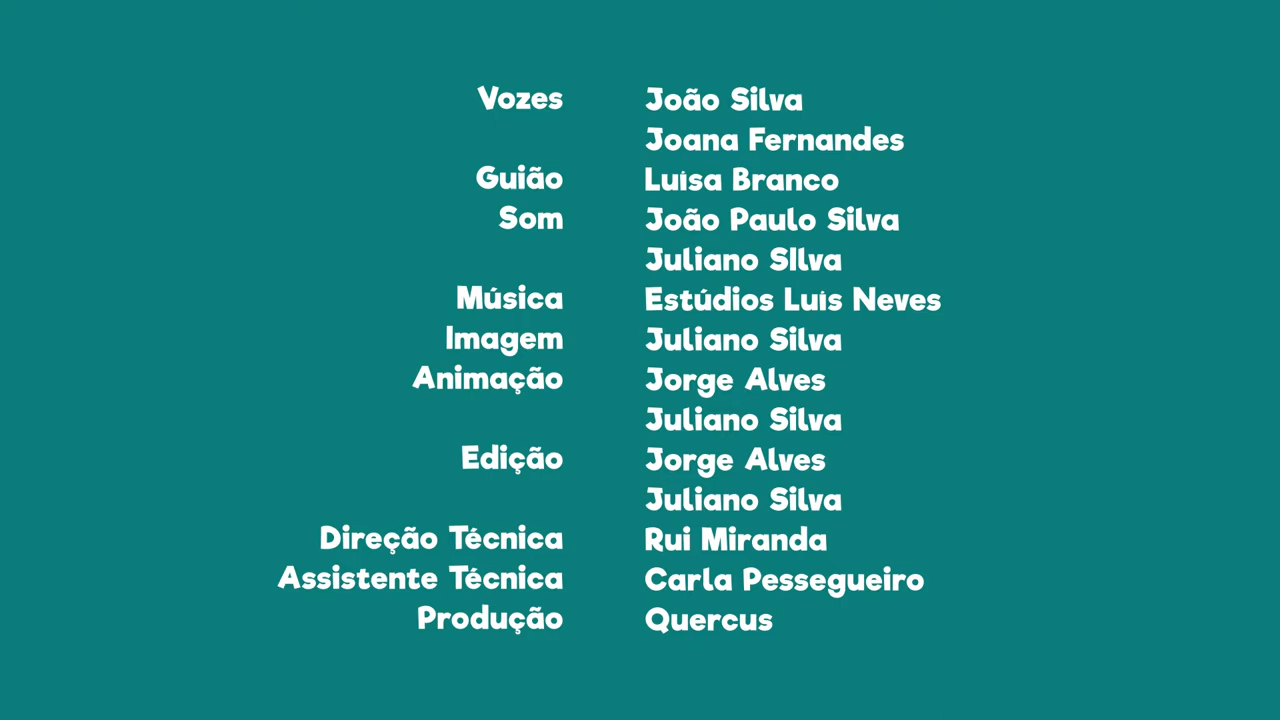 Vozes João Silva
Joana Fernandes
Guião Luísa Branco
Som João Paulo Silva
Juliano SIlva
Música Estúdios Luís Neves
Imagem Juliano Silva
Animação Jorge Alves
Juliano Silva
Edição Jorge Alves
Juliano Silva
Direção Técnica Rui Miranda
Assistente Técnica Carla Pessegueiro
Produção Quercus